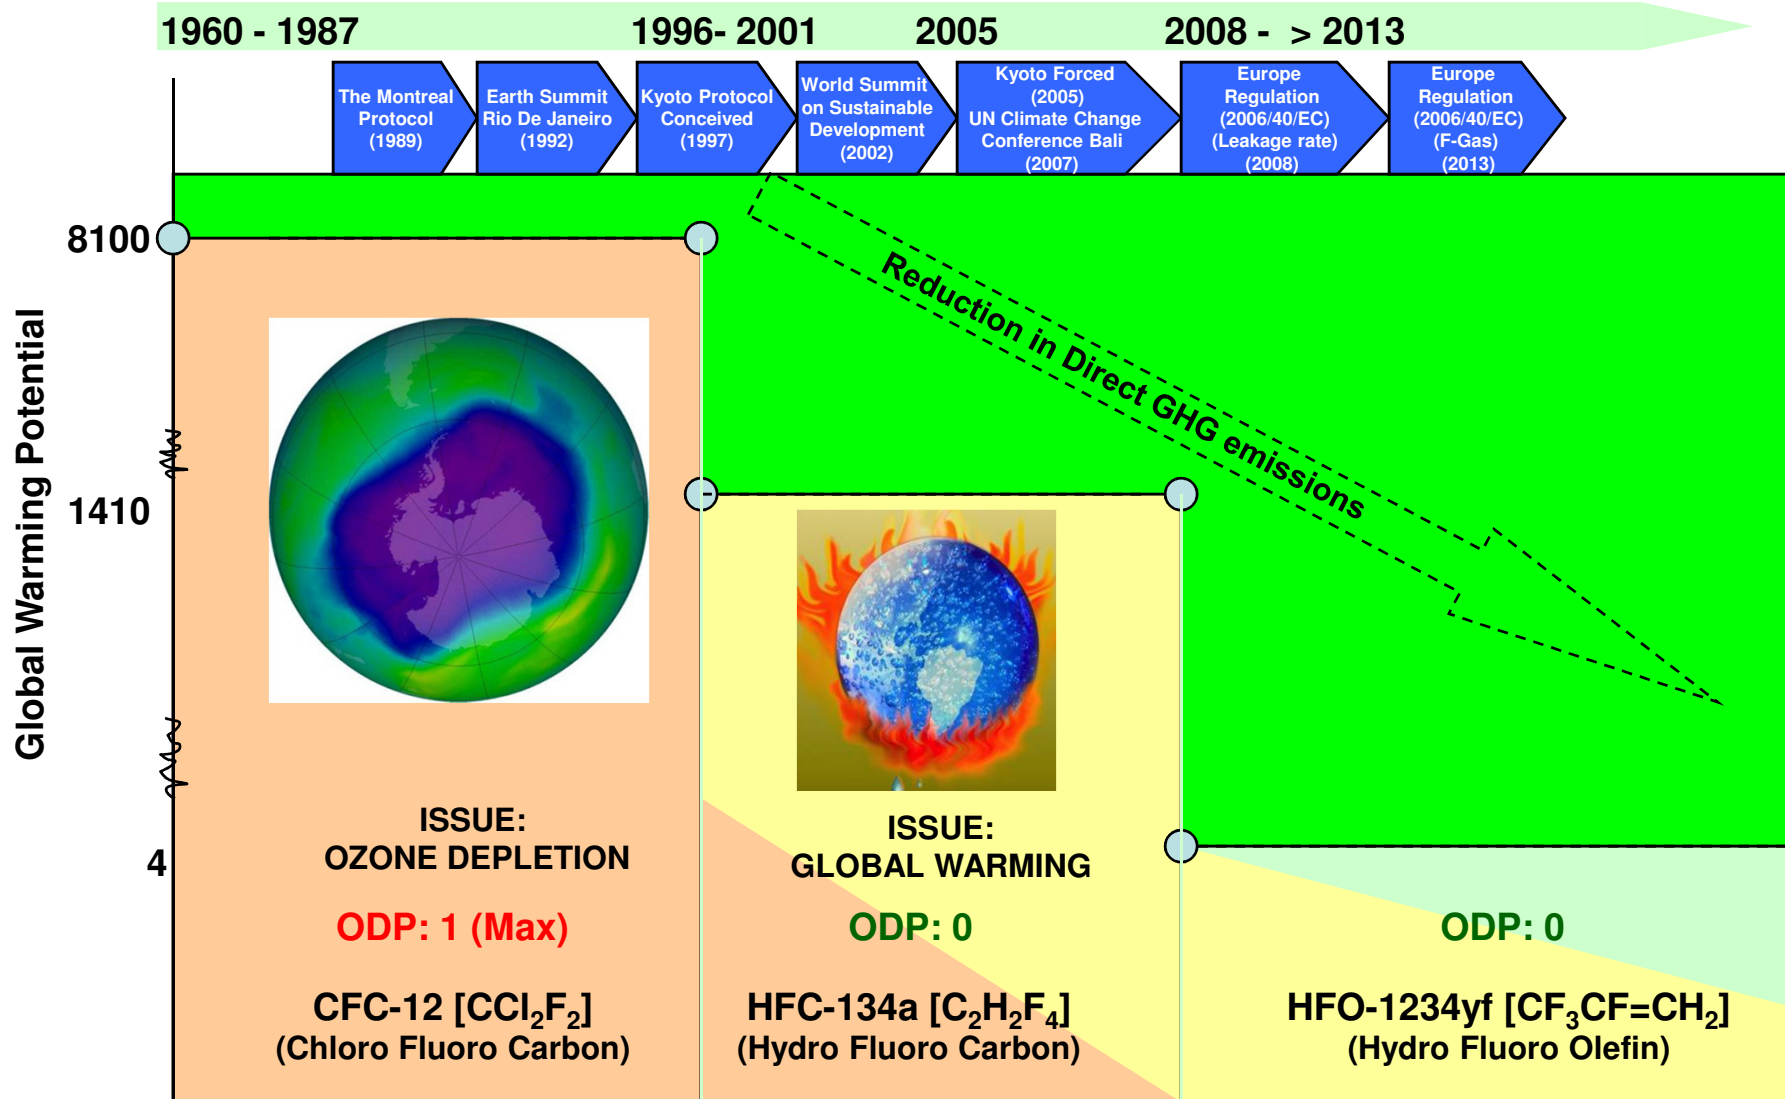 1960 - 1987
1996- 2001
2005
2008 -  > 2013
The Montreal
Protocol
(1989)
Earth Summit
Rio De Janeiro
(1992)
Kyoto Protocol
Conceived
(1997)
World Summit
on Sustainable
Development
(2002)
Kyoto Forced
(2005)
UN Climate Change
Conference Bali
(2007)
Europe
Regulation
(2006/40/EC)
(Leakage rate)
(2008)
Europe
Regulation
(2006/40/EC)
(F-Gas)
(2013)
Global Warming Potential
8100
1410
4
Reduction in Direct GHG emissions
ISSUE:
OZONE DEPLETION
ODP: 1 (Max)
CFC-12 [CCl₂F₂]
(Chloro Fluoro Carbon)
ISSUE:
GLOBAL WARMING
ODP: 0
HFC-134a [C₂H₂F₄]
(Hydro Fluoro Carbon)
ODP: 0
HFO-1234yf [CF₃CF=CH₂]
(Hydro Fluoro Olefin)